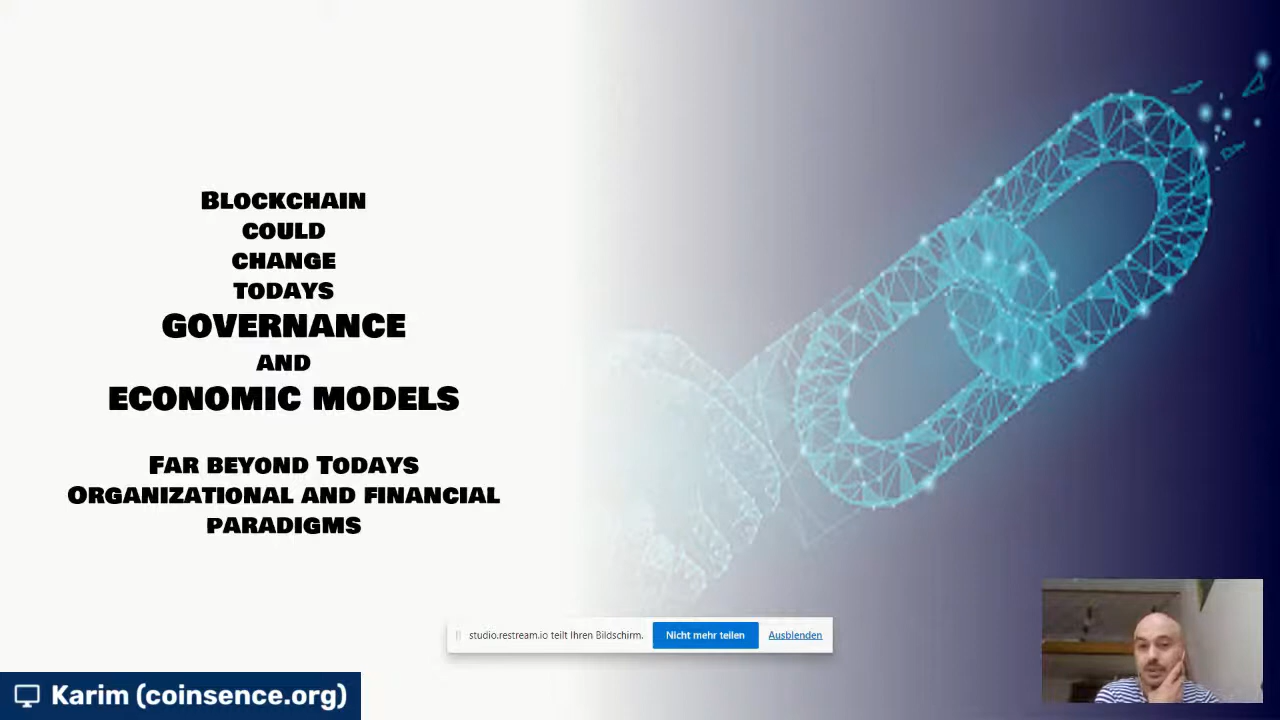 Blockchain
could
change
todays
GOVERNANCE
and
ECONOMIC MODELS
Far beyond Todays
Organizational and financial
paradigms
studio.restream.io teilt Ihren Bildschirm.
Nicht mehr teilen
Ausblenden
Karim (coinsence.org)